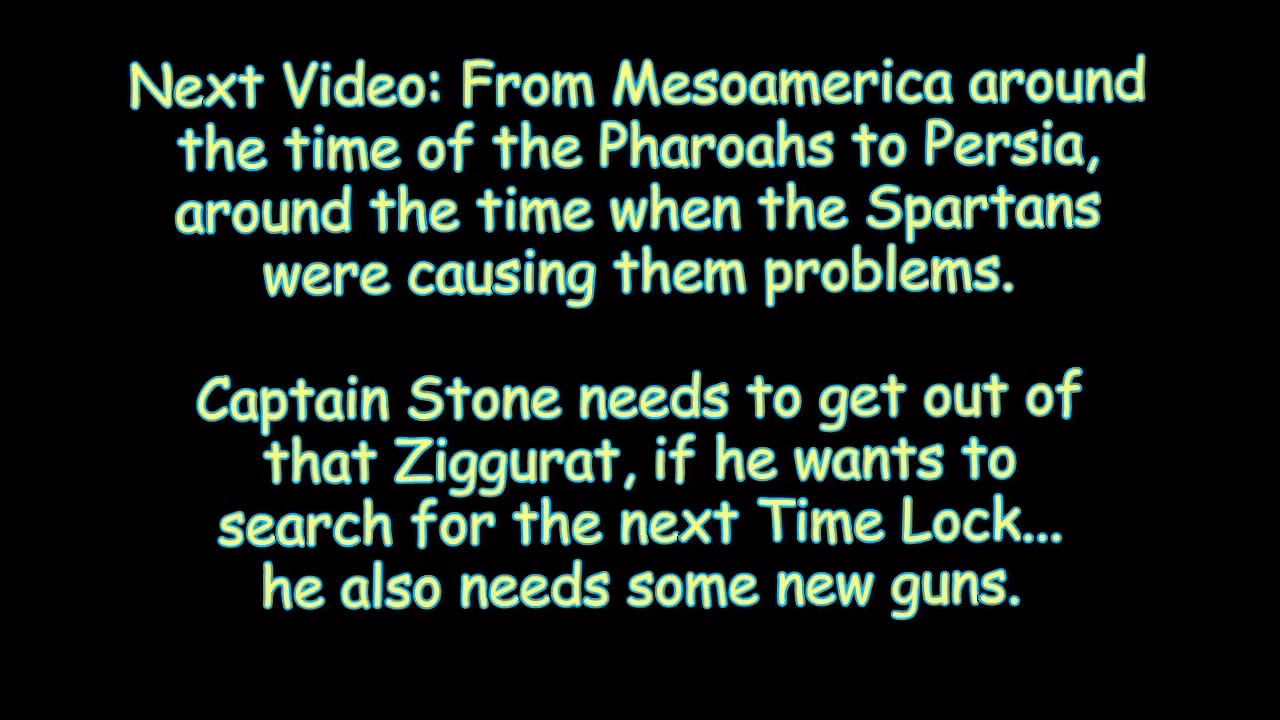 Next Video: From Mesoamerica around
the time of the Pharoahs to Persia,
around the time when the Spartans
were causing them problems.
Captain Stone needs to get out of
that Ziggurat, if he wants to
search for the next Time Lock...
he also needs some new guns.